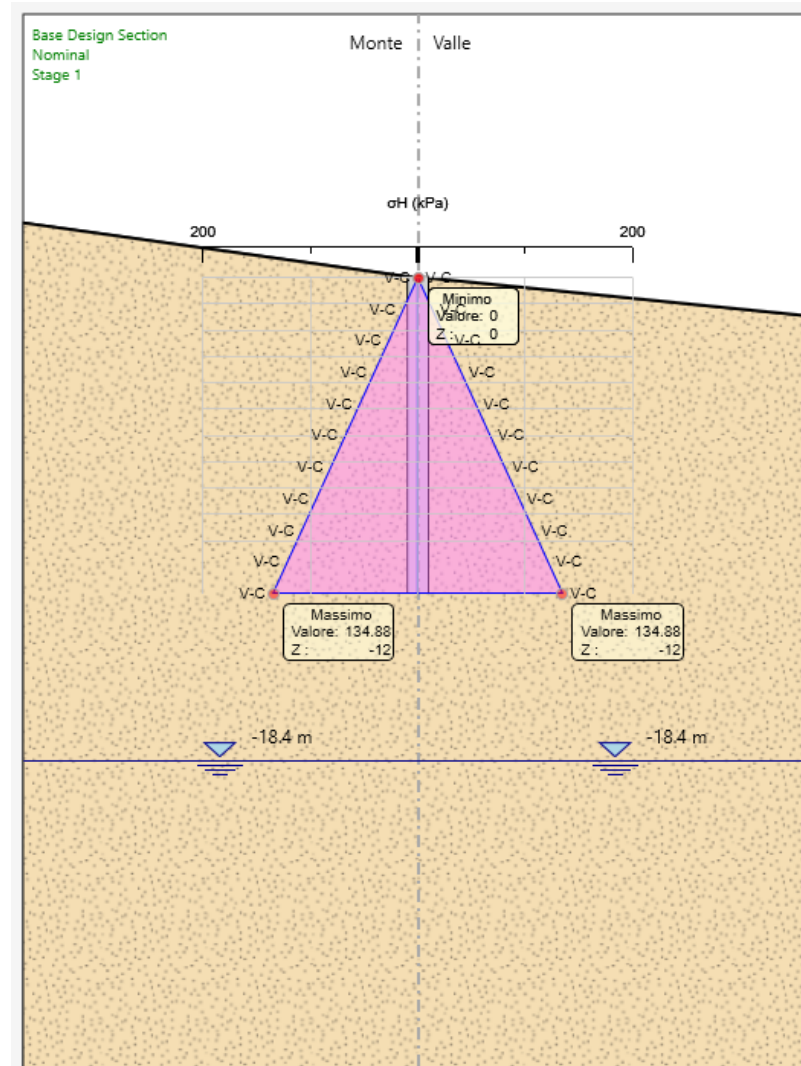 Base Design Section
Nominal
Stage 1
Monte Valle
σH (kPa)
200 200
V-C V-C
Minimo
Valore: 0
Z : 0
V-C V-C
V-C V-C
V-C V-C
V-C V-C
V-C V-C
V-C V-C
V-C V-C
V-C V-C
V-C V-C
V-C V-C
Massimo
Valore: 134.88
Z : -12
Massimo
Valore: 134.88
Z : -12
-18.4 m -18.4 m